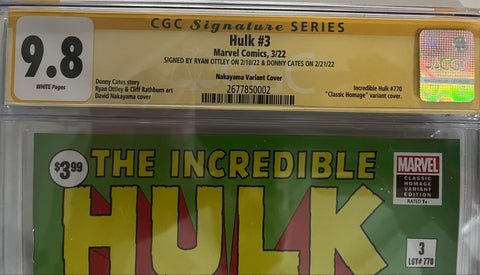 CGC Signature SERIES
9.8
WHITE Pages
Hulk #3
Marvel Comics, 3/22
SIGNED BY RYAN OTTLEY ON 2/10/22 & DONNY CATES ON 2/21/22
Nakayama Variant Cover
Donny Cates story
Ryan Ottley & Cliff Rathburn art
David Nakayama cover
2677850002
Incredible Hulk #770
"Classic Homage" variant cover.
CGC
$3.99
THE INCREDIBLE
HULK
MARVEL
CLASSIC
HOMAGE
VARIANT
EDITION
RATED T+
3
LGY# 770